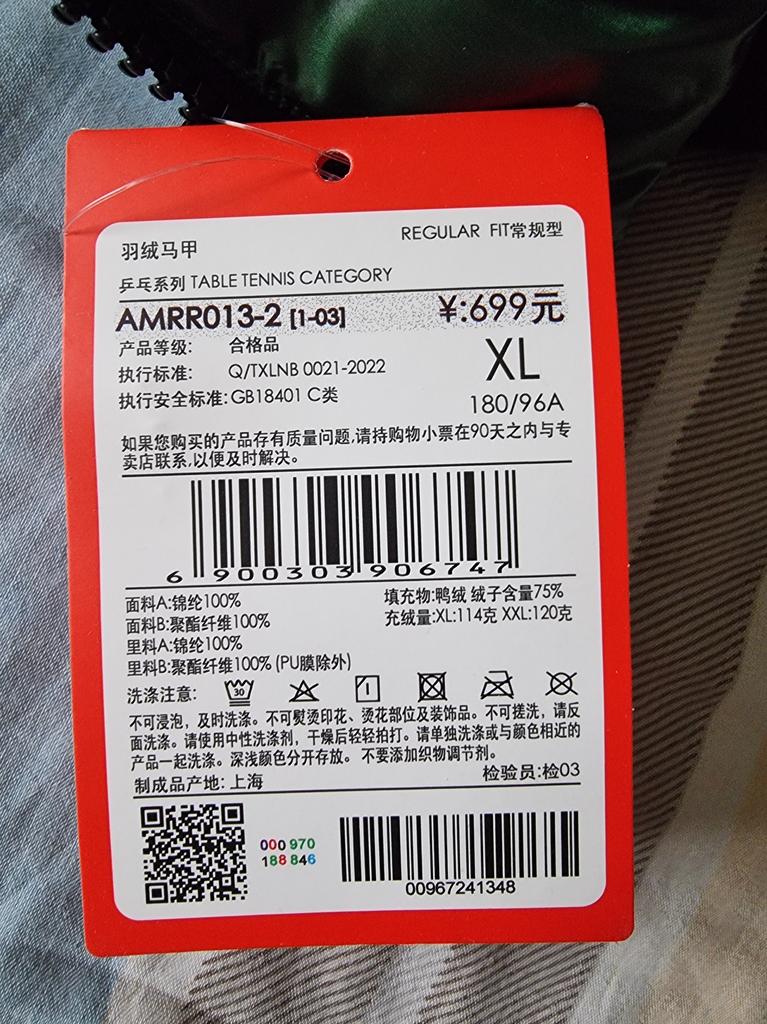 羽绒马甲
REGULAR FIT常规型
乒乓系列 TABLE TENNIS CATEGORY
AMRR013-2 [1-03]
¥:699元
产品等级: 合格品
执行标准: Q/TXLNB 0021-2022
执行安全标准:GB18401 C类
XL
180/96A
如果您购买的产品存有质量问题,请持购物小票在90天之内与专
卖店联系,以便及时解决。
6 900303 906747
面料A:锦纶100%
面料B:聚酯纤维100%
里料A:锦纶100%
里料B:聚酯纤维100% (PU膜除外)
填充物:鸭绒 绒子含量75%
充绒量:XL:114克 XXL:120克
洗涤注意: 30
不可浸泡，及时洗涤。不可熨烫印花、烫花部位及装饰品。不可搓洗，请反
面洗涤。请使用中性洗涤剂，干燥后轻轻拍打。请单独洗涤或与颜色相近的
产品一起洗涤。深浅颜色分开存放。 不要添加织物调节剂。
制成品产地: 上海
检验员:检03
000 970
188 846
00967241348